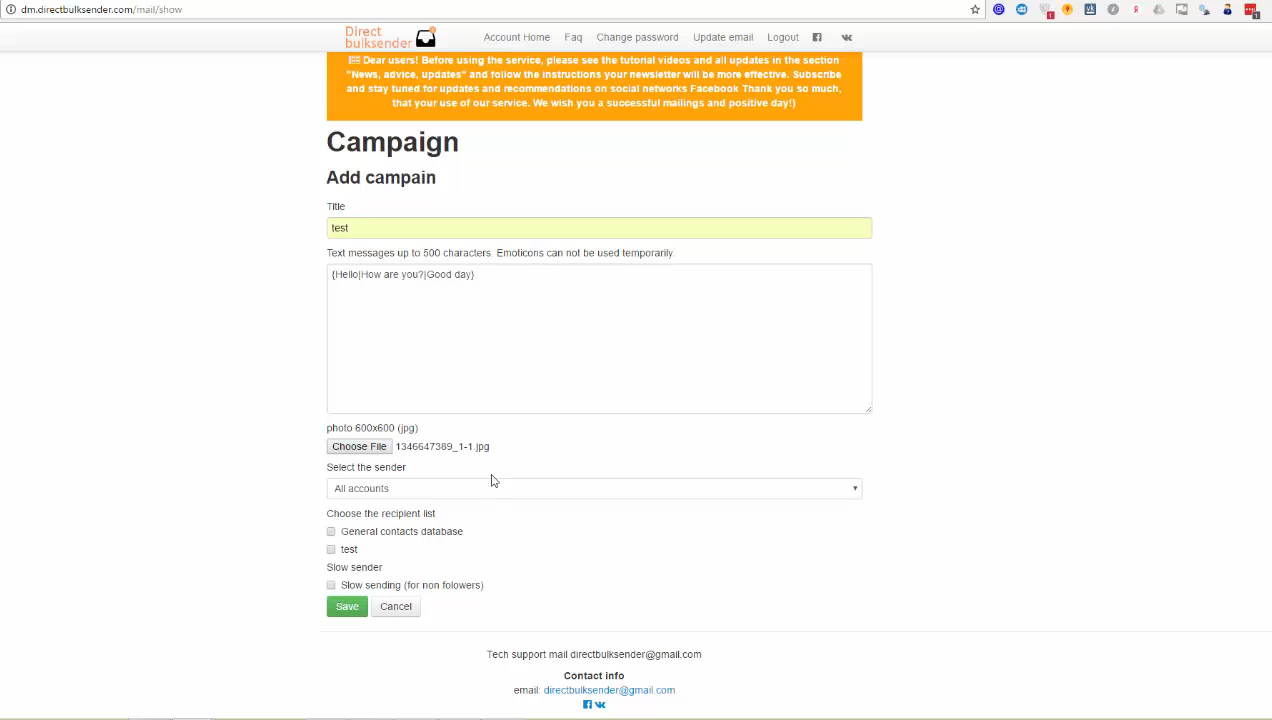 dm.directbulksender.com/mail/show
Direct
bulksender
Account Home Faq Change password Update email Logout
Dear users! Before using the service, please see the tutorial videos and all updates in the section
"News, advice, updates" and follow the instructions your newsletter will be more effective. Subscribe
and stay tuned for updates and recommendations on social networks Facebook Thank you so much,
that your use of our service. We wish you a successful mailings and positive day!)
Campaign
Add campain
Title
test
Text messages up to 500 characters. Emoticons can not be used temporarily.
{Hello|How are you?|Good day}
photo 600x600 (jpg)
Choose File 1346647389_1-1.jpg
Select the sender
All accounts
Choose the recipient list
General contacts database
test
Slow sender
Slow sending (for non folowers)
Save Cancel
Tech support mail directbulksender@gmail.com
Contact info
email: directbulksender@gmail.com